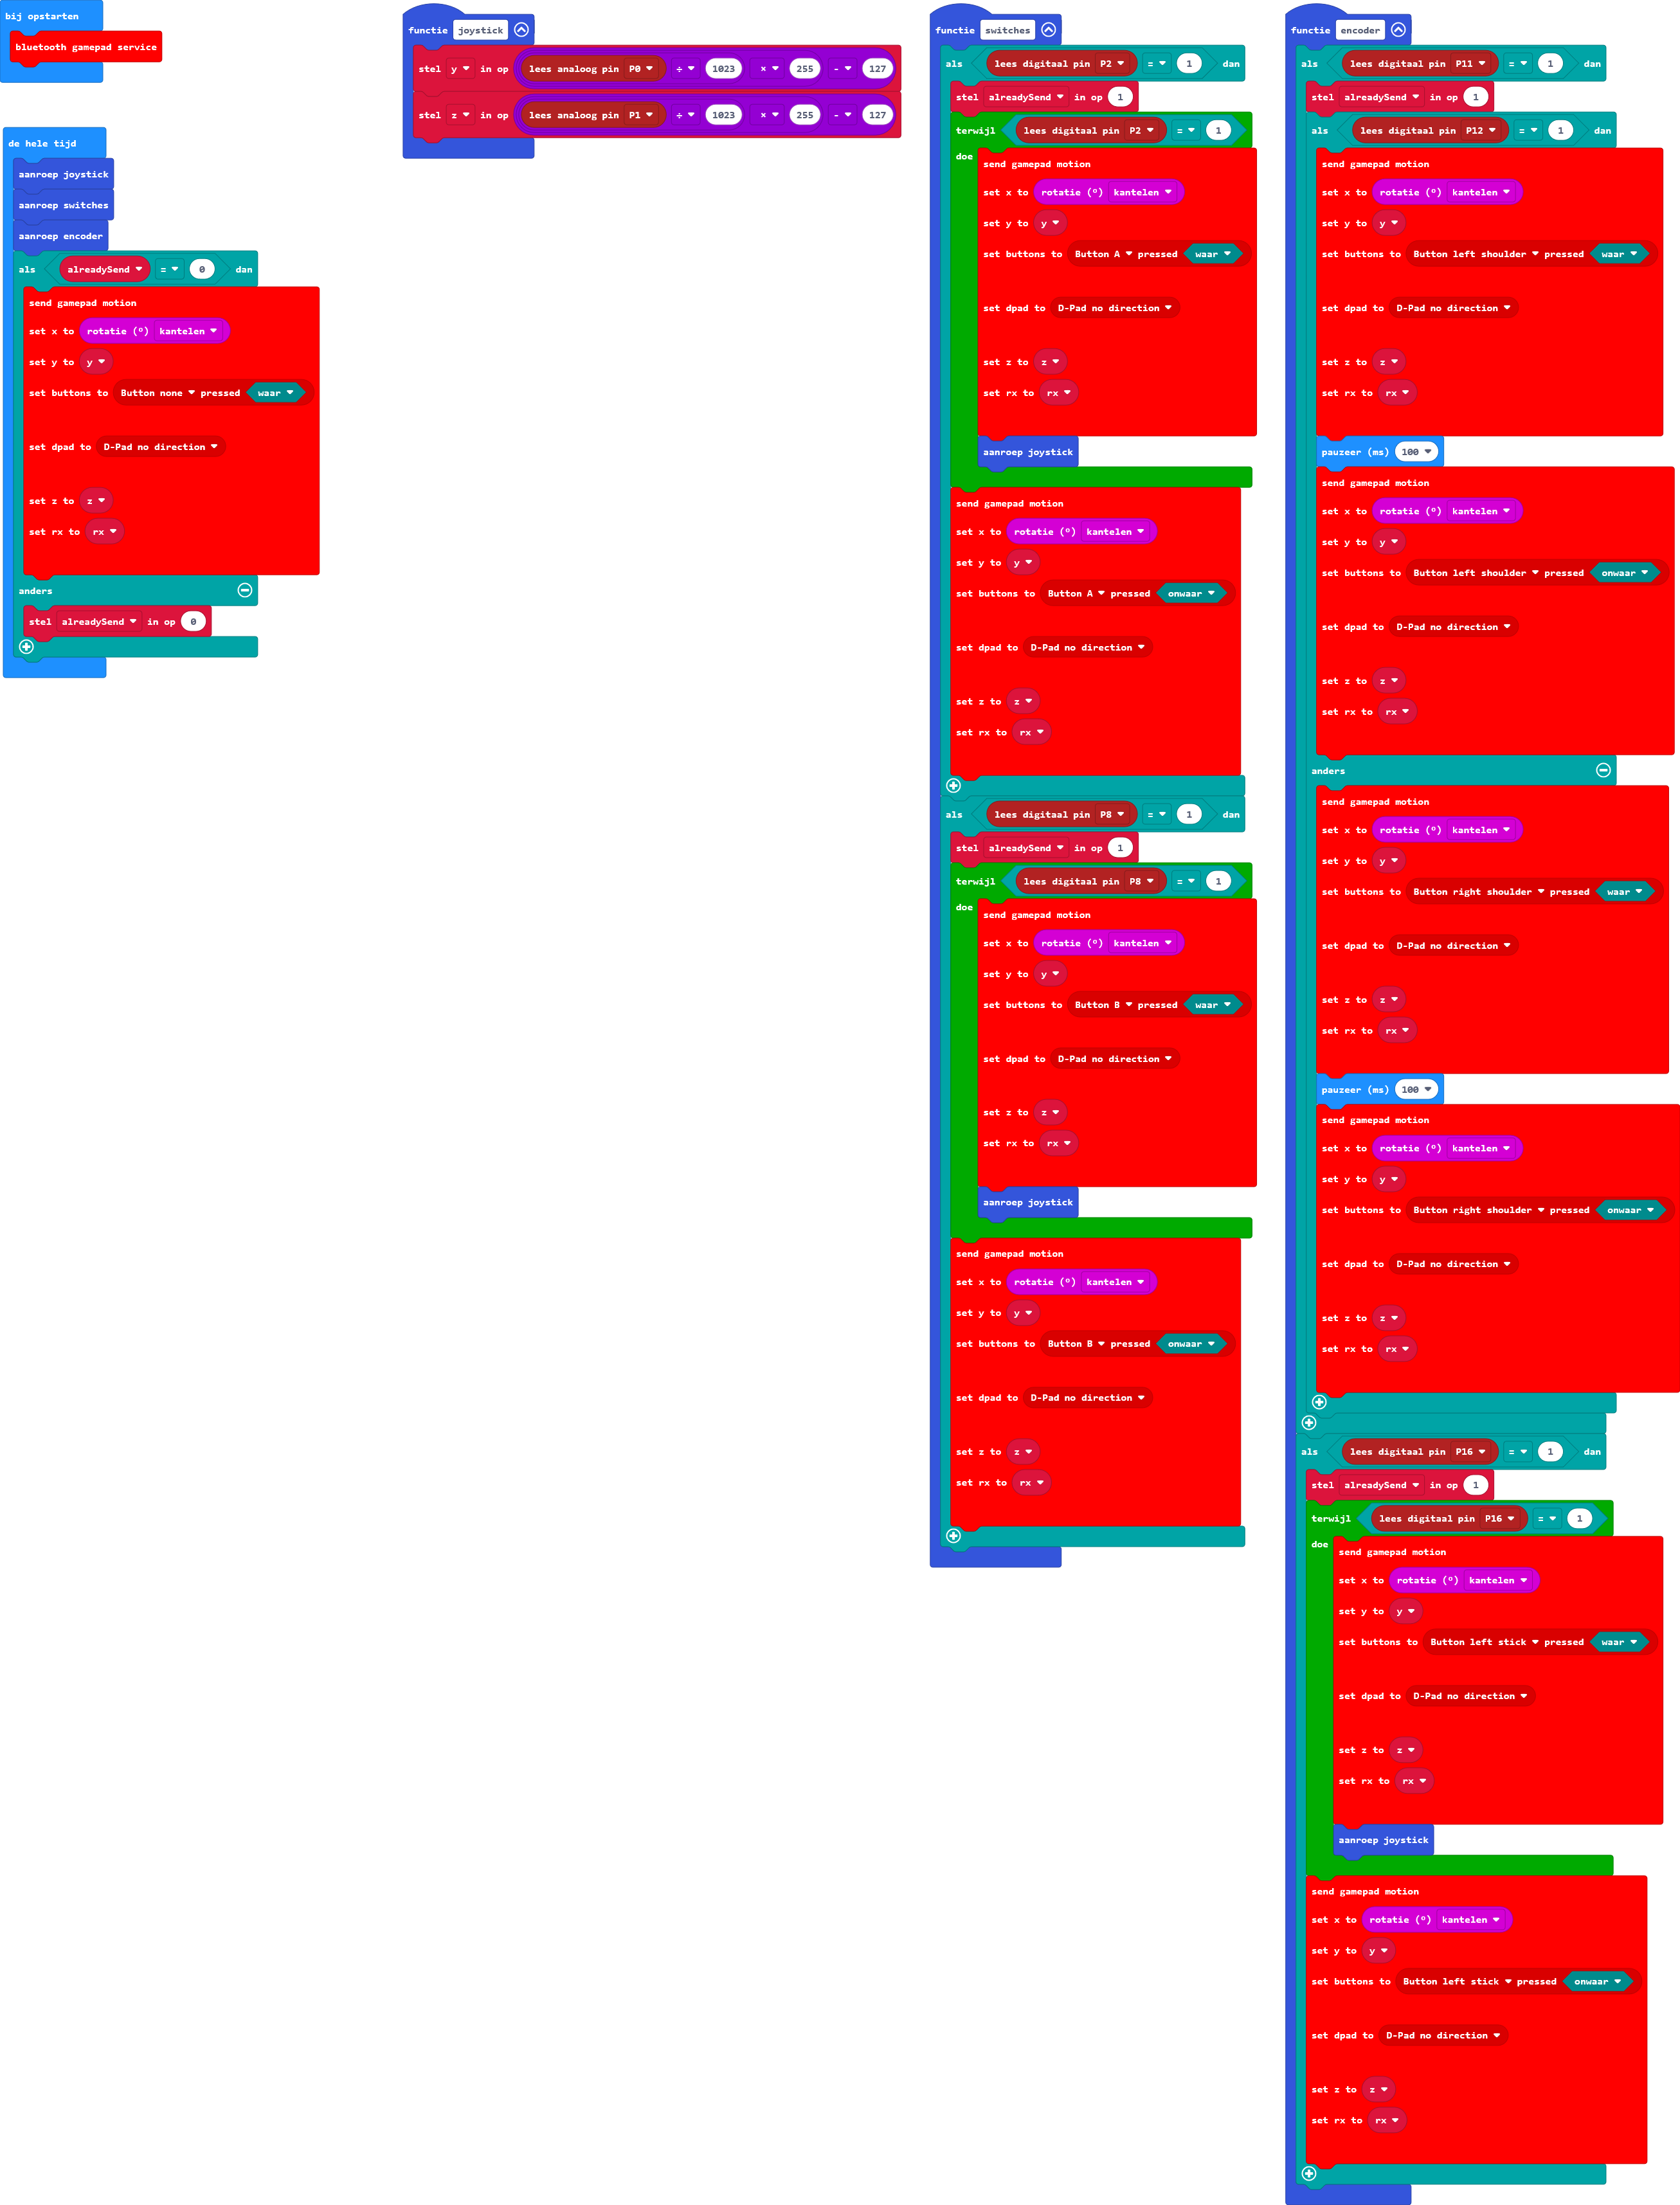 bij opstarten
bluetooth gamepad service
de hele tijd
aanroep joystick
aanroep switches
aanroep encoder
als alreadySend = 0 dan
send gamepad motion
set x to rotatie (º) kantelen
set y to y
set buttons to Button none pressed waar
set dpad to D-Pad no direction
set z to z
set rx to rx
anders
stel alreadySend in op 0
functie joystick
stel y in op lees analoog pin P0 ÷ 1023 × 255 - 127
stel z in op lees analoog pin P1 ÷ 1023 × 255 - 127
functie switches
als lees digitaal pin P2 = 1 dan
stel alreadySend in op 1
terwijl lees digitaal pin P2 = 1
doe
send gamepad motion
set x to rotatie (º) kantelen
set y to y
set buttons to Button A pressed waar
set dpad to D-Pad no direction
set z to z
set rx to rx
aanroep joystick
send gamepad motion
set x to rotatie (º) kantelen
set y to y
set buttons to Button A pressed onwaar
set dpad to D-Pad no direction
set z to z
set rx to rx
als lees digitaal pin P8 = 1 dan
stel alreadySend in op 1
terwijl lees digitaal pin P8 = 1
doe
send gamepad motion
set x to rotatie (º) kantelen
set y to y
set buttons to Button B pressed waar
set dpad to D-Pad no direction
set z to z
set rx to rx
aanroep joystick
send gamepad motion
set x to rotatie (º) kantelen
set y to y
set buttons to Button B pressed onwaar
set dpad to D-Pad no direction
set z to z
set rx to rx
functie encoder
als lees digitaal pin P11 = 1 dan
stel alreadySend in op 1
als lees digitaal pin P12 = 1 dan
send gamepad motion
set x to rotatie (º) kantelen
set y to y
set buttons to Button left shoulder pressed waar
set dpad to D-Pad no direction
set z to z
set rx to rx
pauzeer (ms) 100
send gamepad motion
set x to rotatie (º) kantelen
set y to y
set buttons to Button left shoulder pressed onwaar
set dpad to D-Pad no direction
set z to z
set rx to rx
anders
send gamepad motion
set x to rotatie (º) kantelen
set y to y
set buttons to Button right shoulder pressed waar
set dpad to D-Pad no direction
set z to z
set rx to rx
pauzeer (ms) 100
send gamepad motion
set x to rotatie (º) kantelen
set y to y
set buttons to Button right shoulder pressed onwaar
set dpad to D-Pad no direction
set z to z
set rx to rx
als lees digitaal pin P16 = 1 dan
stel alreadySend in op 1
terwijl lees digitaal pin P16 = 1
doe
send gamepad motion
set x to rotatie (º) kantelen
set y to y
set buttons to Button left stick pressed waar
set dpad to D-Pad no direction
set z to z
set rx to rx
aanroep joystick
send gamepad motion
set x to rotatie (º) kantelen
set y to y
set buttons to Button left stick pressed onwaar
set dpad to D-Pad no direction
set z to z
set rx to rx